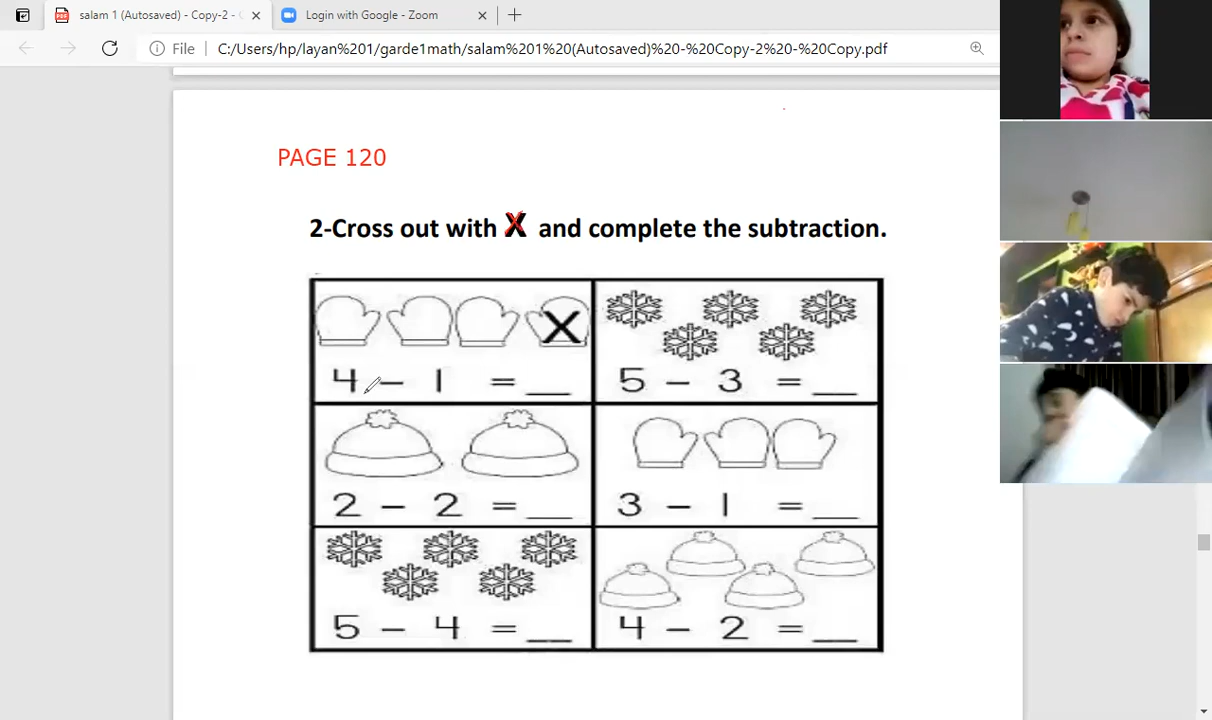 salam 1 (Autosaved) - Copy-2 - C
Login with Google - Zoom
File
C:/Users/hp/layan%201/garde1math/salam%201%20(Autosaved)%20-%20Copy-2%20-%20Copy.pdf
PAGE 120
2-Cross out with X and complete the subtraction.
X
4 - 1 = __
5 - 3 = __
2 - 2 = __
3 - 1 = __
5 - 4 = __
4 - 2 = __